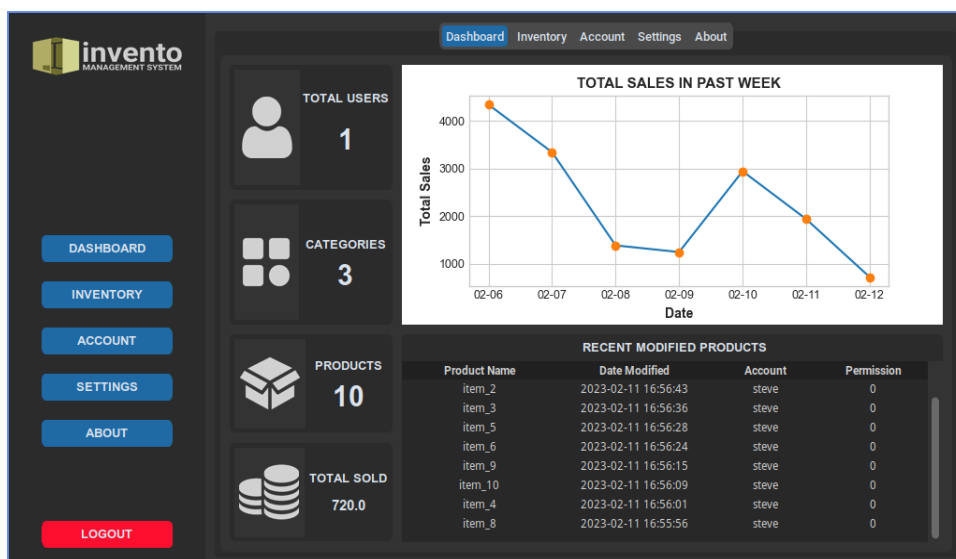 invento
MANAGEMENT SYSTEM
DASHBOARD
INVENTORY
ACCOUNT
SETTINGS
ABOUT
LOGOUT
Dashboard Inventory Account Settings About
TOTAL USERS
1
CATEGORIES
3
PRODUCTS
10
TOTAL SOLD
720.0
TOTAL SALES IN PAST WEEK
Total Sales
4000
3000
2000
1000
02-06 02-07 02-08 02-09 02-10 02-11 02-12
Date
RECENT MODIFIED PRODUCTS
Product Name Date Modified Account Permission
item_2 2023-02-11 16:56:43 steve 0
item_3 2023-02-11 16:56:36 steve 0
item_5 2023-02-11 16:56:28 steve 0
item_6 2023-02-11 16:56:24 steve 0
item_9 2023-02-11 16:56:15 steve 0
item_10 2023-02-11 16:56:09 steve 0
item_4 2023-02-11 16:56:01 steve 0
item_8 2023-02-11 16:55:56 steve 0